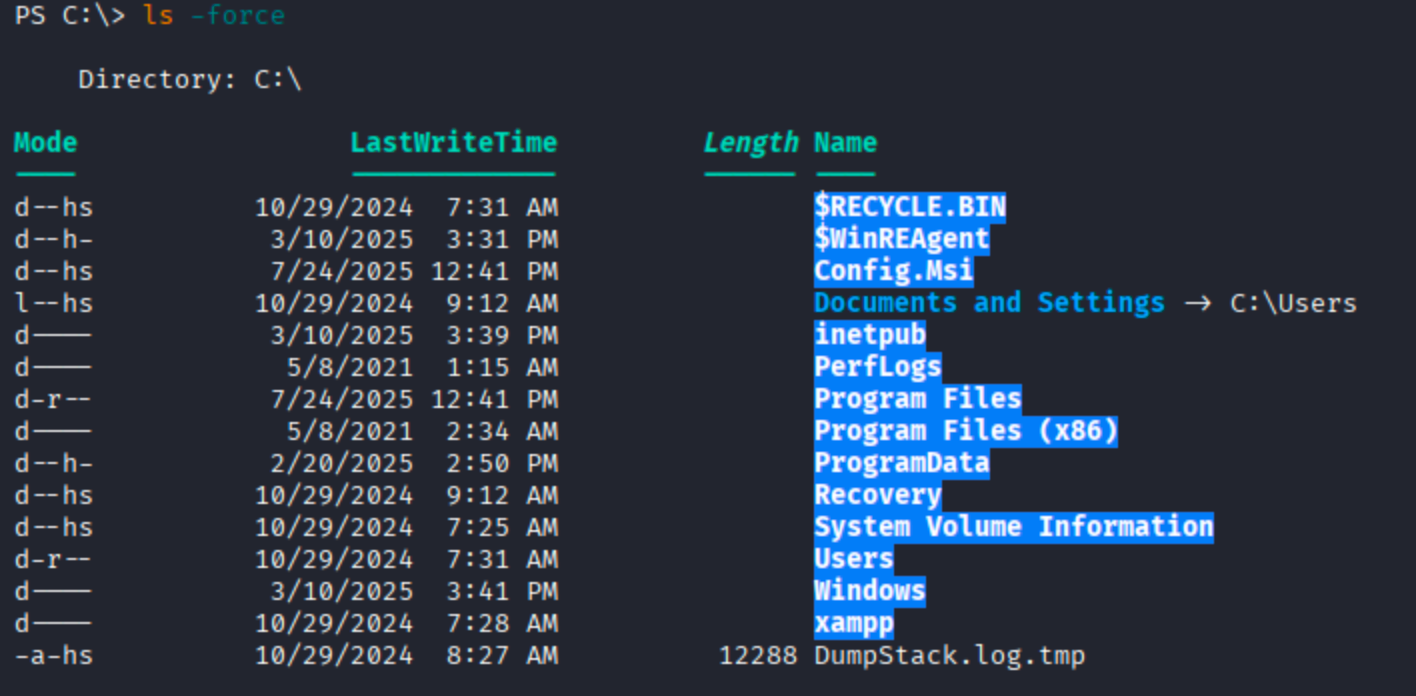 PS C:\> ls -force
Directory: C:\
Mode LastWriteTime Length Name
d--hs 10/29/2024 7:31 AM $RECYCLE.BIN
d--h- 3/10/2025 3:31 PM $WinREAgent
d--hs 7/24/2025 12:41 PM Config.Msi
l--hs 10/29/2024 9:12 AM Documents and Settings → C:\Users
d---- 3/10/2025 3:39 PM inetpub
d---- 5/8/2021 1:15 AM PerfLogs
d-r-- 7/24/2025 12:41 PM Program Files
d---- 5/8/2021 2:34 AM Program Files (x86)
d--h- 2/20/2025 2:50 PM ProgramData
d--hs 10/29/2024 9:12 AM Recovery
d--hs 10/29/2024 7:25 AM System Volume Information
d-r-- 10/29/2024 7:31 AM Users
d---- 3/10/2025 3:41 PM Windows
d---- 10/29/2024 7:28 AM xampp
-a-hs 10/29/2024 8:27 AM 12288 DumpStack.log.tmp